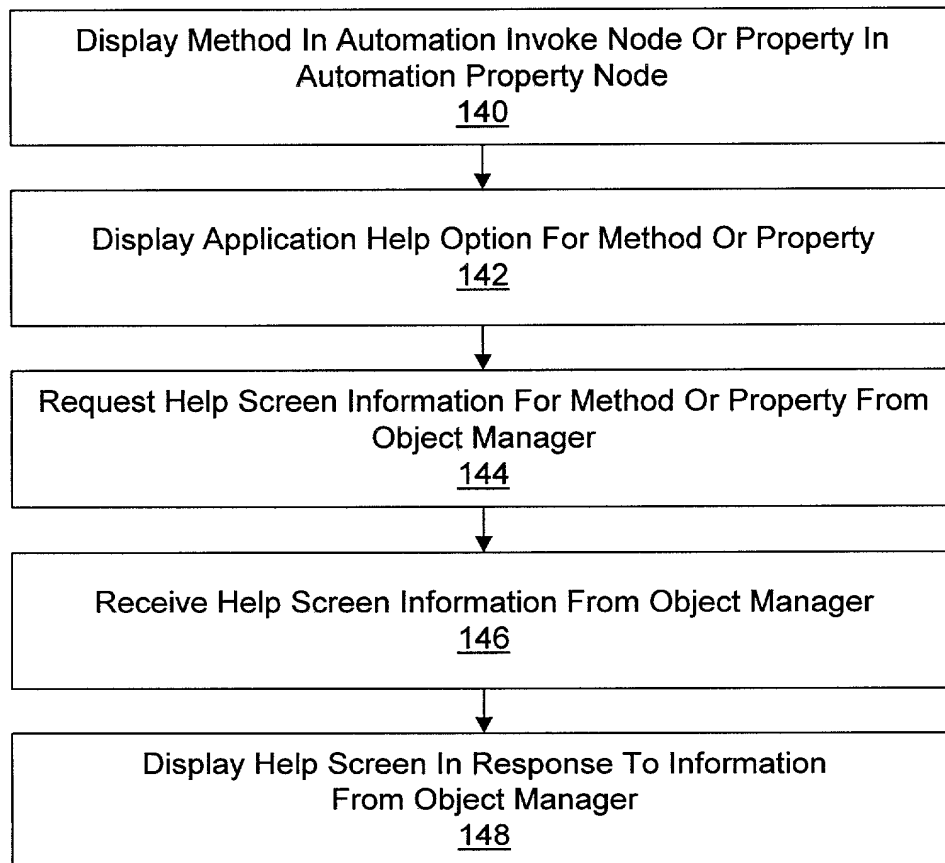 Display Method In Automation Invoke Node Or Property In
Automation Property Node
140
Display Application Help Option For Method Or Property
142
Request Help Screen Information For Method Or Property From
Object Manager
144
Receive Help Screen Information From Object Manager
146
Display Help Screen In Response To Information
From Object Manager
148